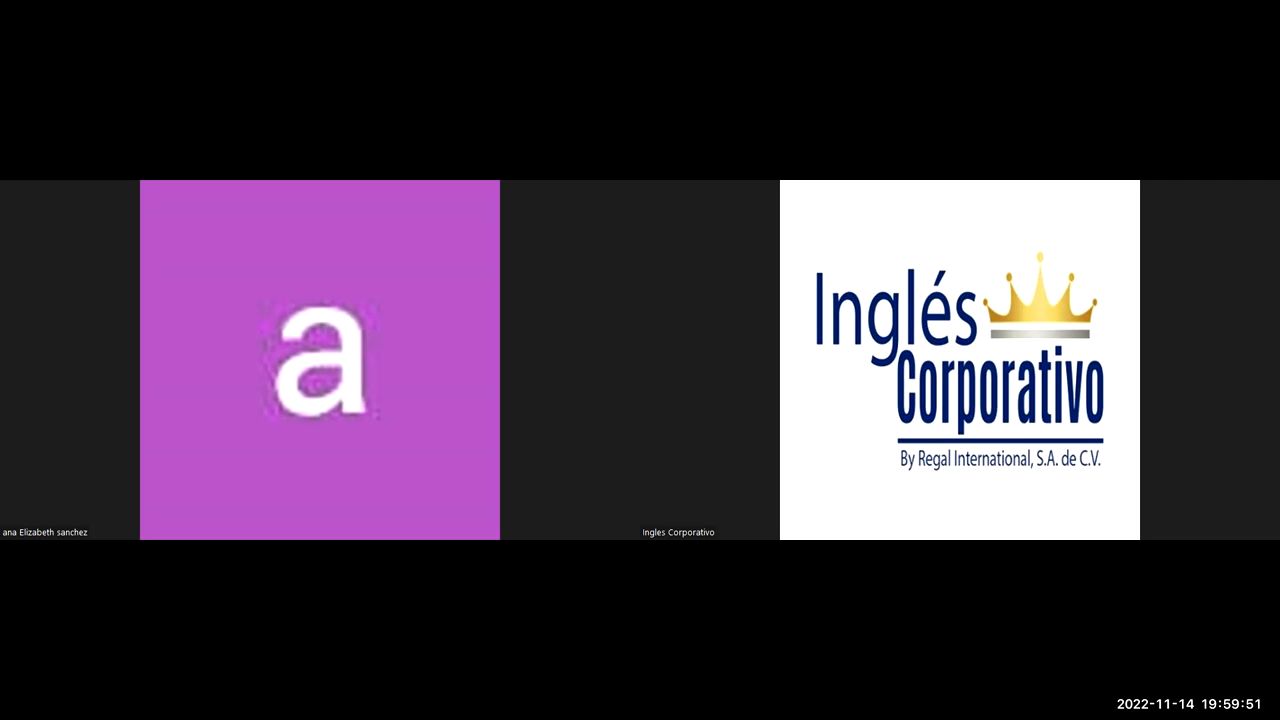 a
Inglés
Corporativo
By Regal International, S.A. de C.V.
ana Elizabeth sanchez
Ingles Corporativo
2022-11-14 19:59:51